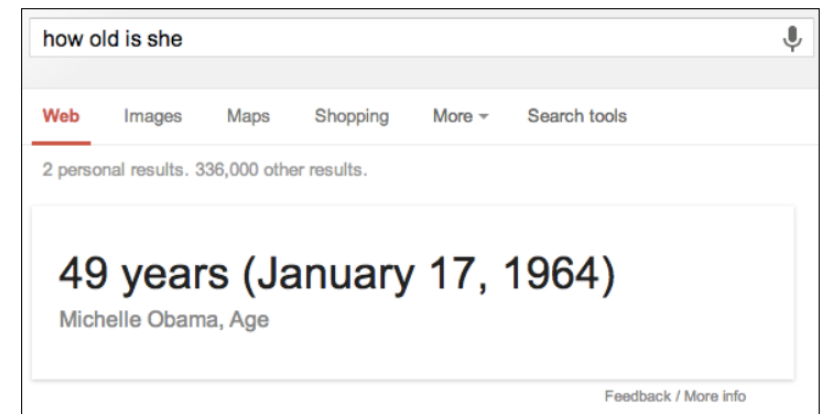 how old is she
Web Images Maps Shopping More Search tools
2 personal results. 336,000 other results.
49 years (January 17, 1964)
Michelle Obama, Age
Feedback / More info